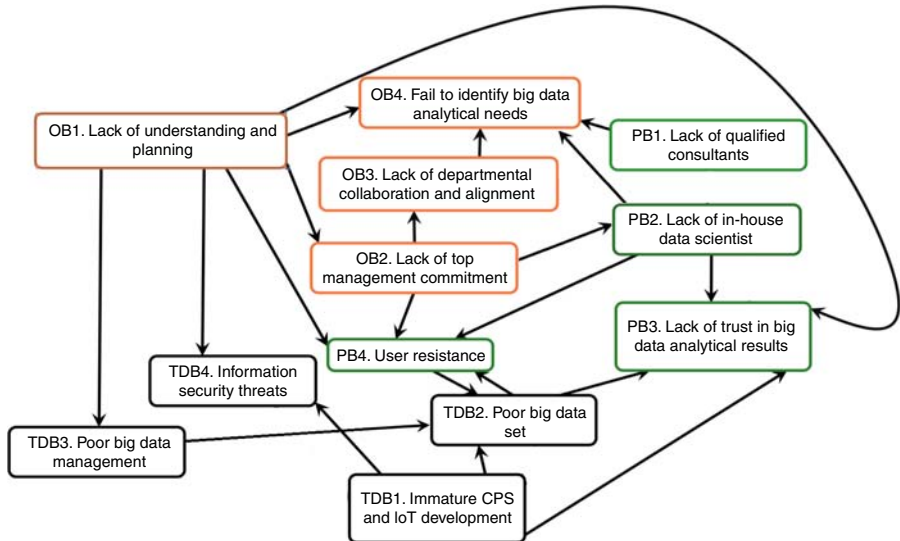 OB4. Fail to identify big data
analytical needs
OB1. Lack of understanding and
planning
PB1. Lack of qualified
consultants
OB3. Lack of departmental
collaboration and alignment
PB2. Lack of in-house
data scientist
OB2. Lack of top
management commitment
PB3. Lack of trust in big
data analytical results
PB4. User resistance
TDB4. Information
security threats
TDB2. Poor big data
set
TDB3. Poor big data
management
TDB1. Immature CPS
and IoT development